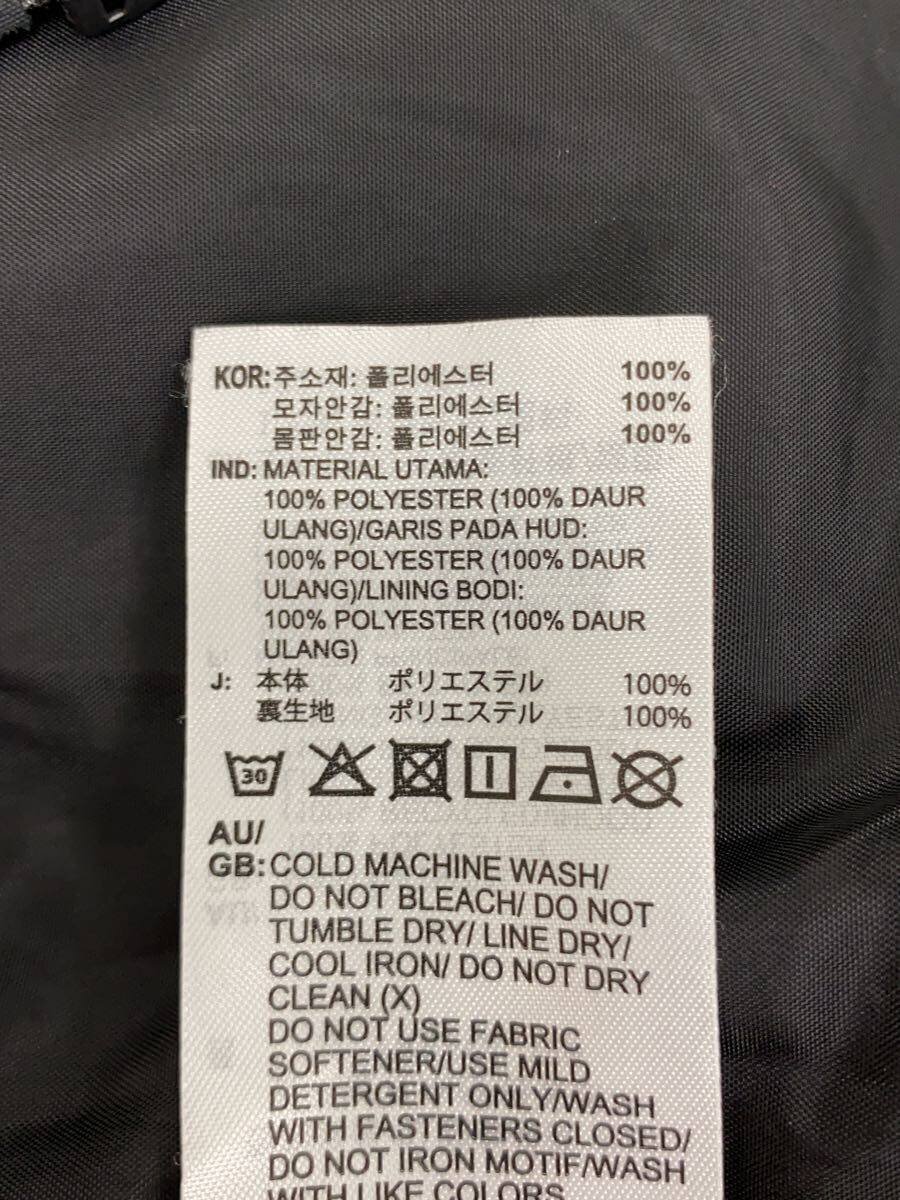 KOR: 주소재: 폴리에스터 100%
모자안감: 폴리에스터 100%
몸판안감: 폴리에스터 100%
IND: MATERIAL UTAMA:
100% POLYESTER (100% DAUR
ULANG)/GARIS PADA HUD:
100% POLYESTER (100% DAUR
ULANG)/LINING BODI:
100% POLYESTER (100% DAUR
ULANG)
J: 本体 ポリエステル 100%
裏生地 ポリエステル 100%
30
AU/
GB: COLD MACHINE WASH/
DO NOT BLEACH/ DO NOT
TUMBLE DRY/ LINE DRY/
COOL IRON/ DO NOT DRY
CLEAN (X)
DO NOT USE FABRIC
SOFTENER/USE MILD
DETERGENT ONLY/WASH
WITH FASTENERS CLOSED/
DO NOT IRON MOTIF/WASH
WITH LIKE COLORS